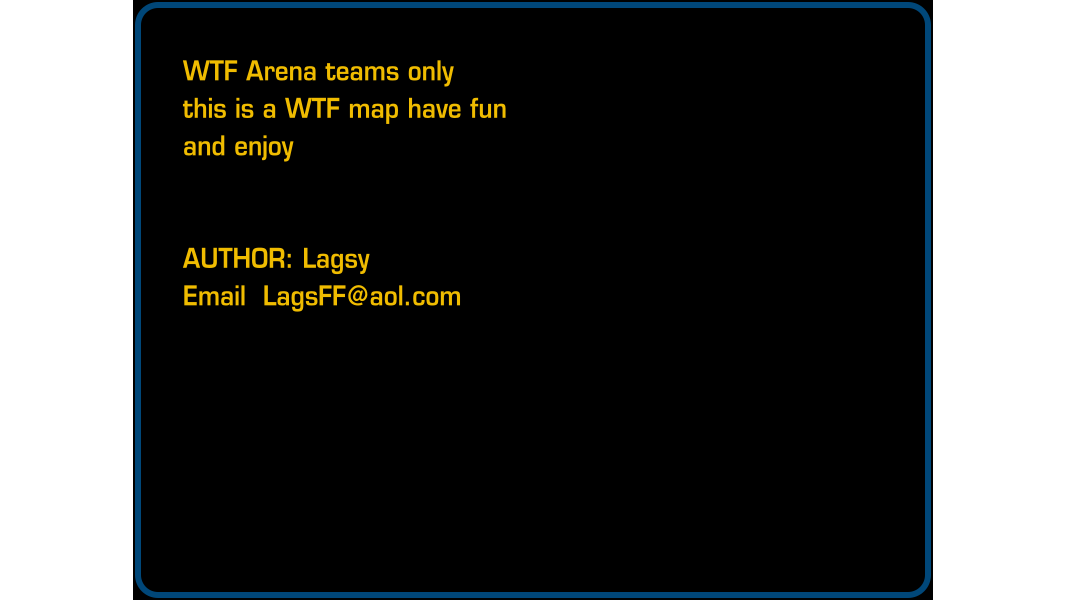 WTF Arena teams only
this is a WTF map have fun
and enjoy
AUTHOR: Lagsy
Email  LagsFF@aol.com